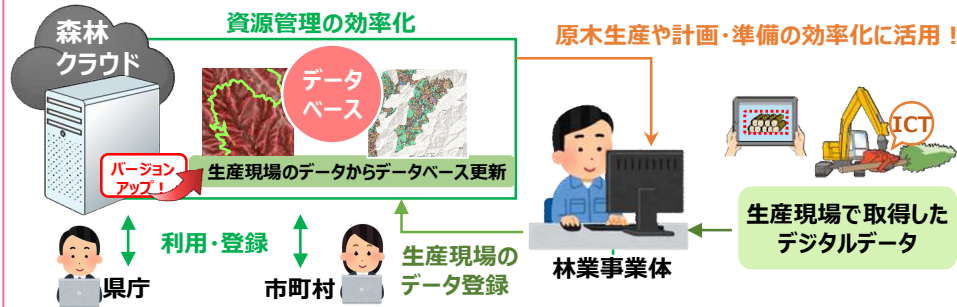 森林
クラウド
資源管理の効率化
データ
ベース
バージョン
アップ！
生産現場のデータからデータベース更新
利用・登録
県庁
市町村
生産現場の
データ登録
原木生産や計画・準備の効率化に活用！
ICT
林業事業体
生産現場で取得した
デジタルデータ